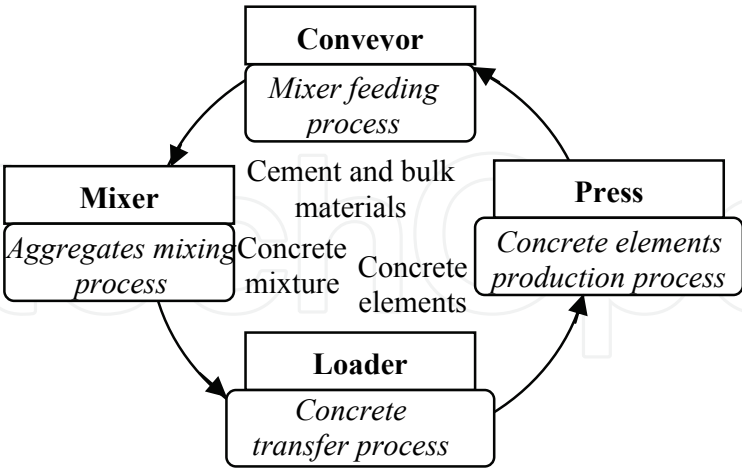 Conveyor
Mixer feeding
process
Cement and bulk
materials
Mixer
Aggregates mixing
process
Concrete
mixture
Concrete
elements
Press
Concrete elements
production process
Loader
Concrete
transfer process